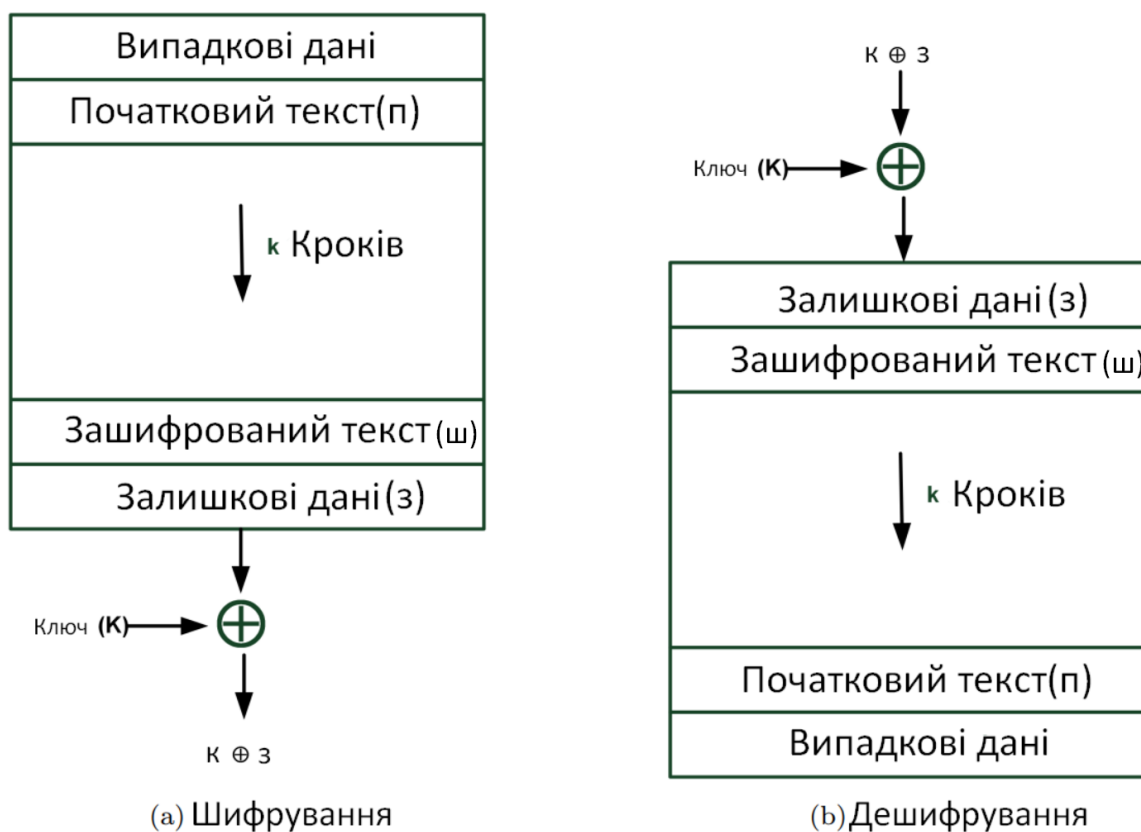 Випадкові дані
Початковий текст(п)
k Кроків
Зашифрований текст(ш)
Залишкові дані(з)
Ключ (K)
К ⊕ З
(a) Шифрування
К ⊕ З
Ключ (K)
Залишкові дані(з)
Зашифрований текст(ш)
k Кроків
Початковий текст(п)
Випадкові дані
(b) Дешифрування